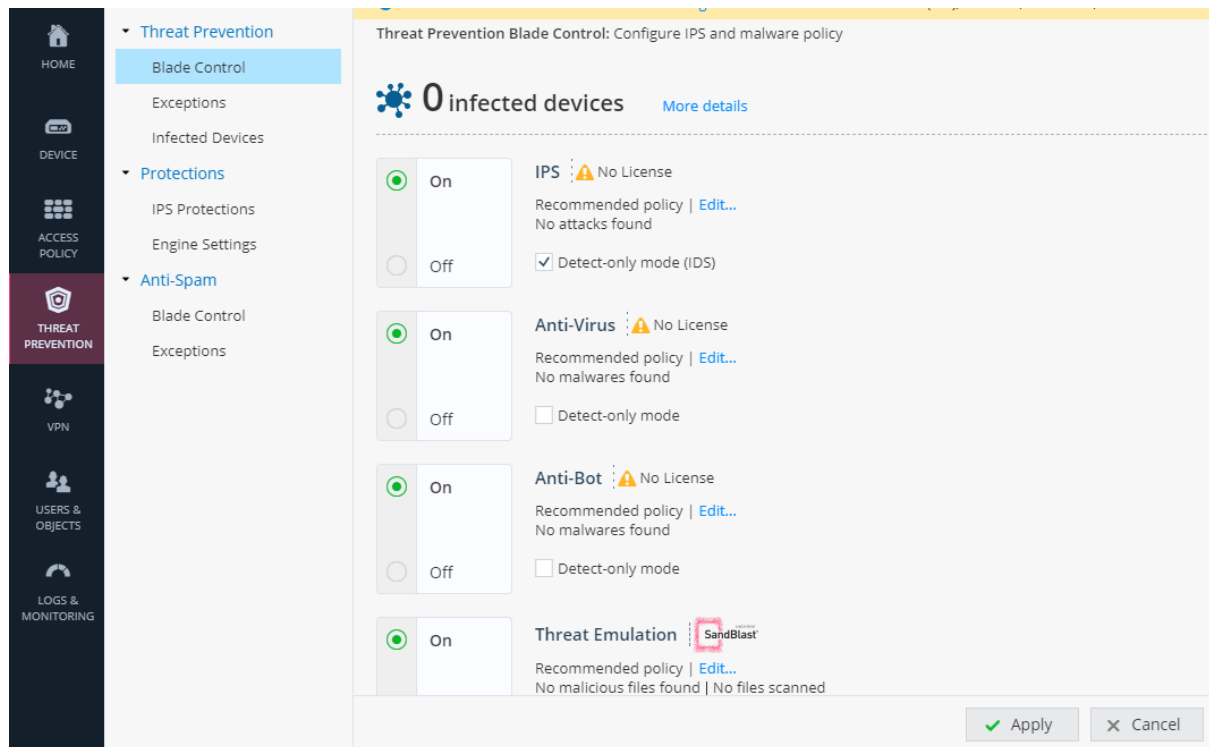 HOME
DEVICE
ACCESS
POLICY
THREAT
PREVENTION
VPN
USERS &
OBJECTS
LOGS &
MONITORING
Threat Prevention
Blade Control
Exceptions
Infected Devices
Protections
IPS Protections
Engine Settings
Anti-Spam
Blade Control
Exceptions
Threat Prevention Blade Control: Configure IPS and malware policy
0 infected devices More details
On
Off
IPS No License
Recommended policy | Edit...
No attacks found
Detect-only mode (IDS)
On
Off
Anti-Virus No License
Recommended policy | Edit...
No malwares found
Detect-only mode
On
Off
Anti-Bot No License
Recommended policy | Edit...
No malwares found
Detect-only mode
On
Threat Emulation SandBlast
Recommended policy | Edit...
No malicious files found | No files scanned
Apply Cancel